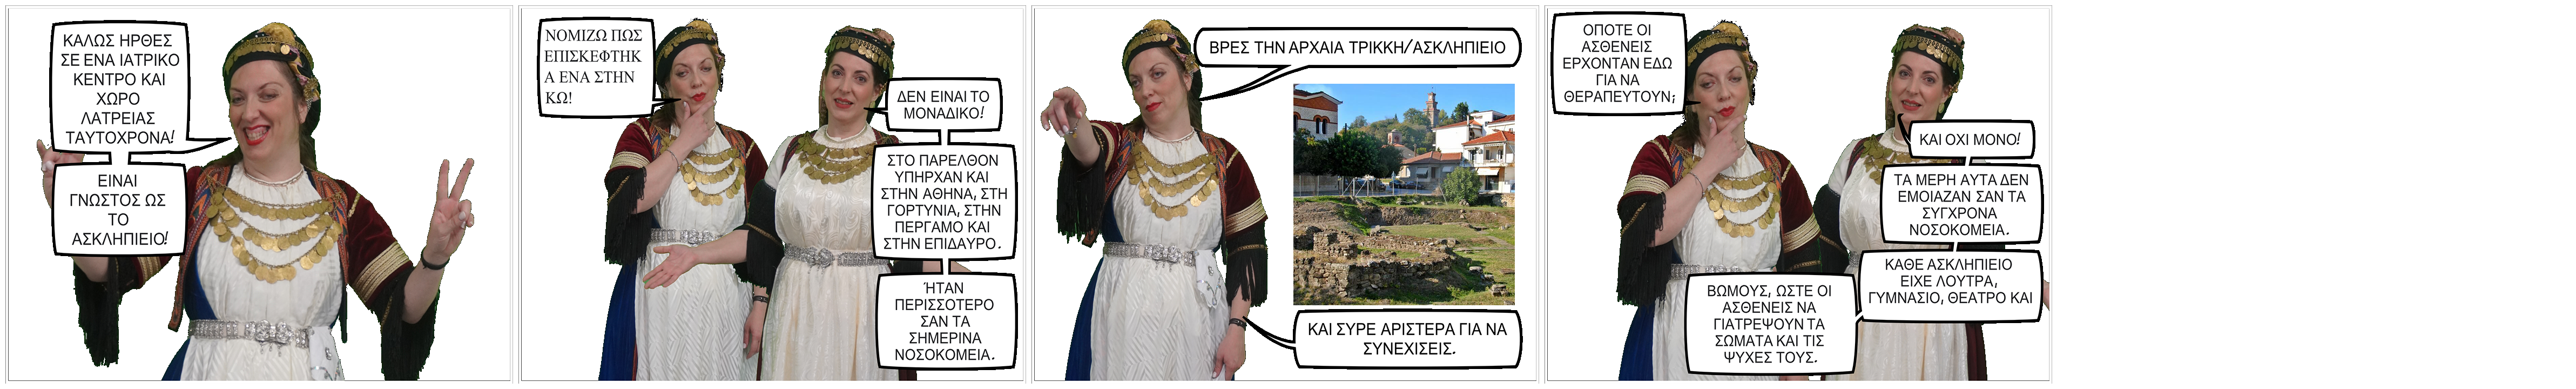 ΚΑΛΩΣ ΗΡΘΕΣ
ΣΕ ΕΝΑ ΙΑΤΡΙΚΟ
ΚΕΝΤΡΟ ΚΑΙ
ΧΩΡΟ
ΛΑΤΡΕΙΑΣ
ΤΑΥΤΟΧΡΟΝΑ!
ΕΙΝΑΙ
ΓΝΩΣΤΟΣ ΩΣ
ΤΟ
ΑΣΚΛΗΠΙΕΙΟ!
ΝΟΜΙΖΩ ΠΩΣ
ΕΠΙΣΚΕΦΤΗΚ
Α ΕΝΑ ΣΤΗΝ
ΚΩ!
ΔΕΝ ΕΙΝΑΙ ΤΟ
ΜΟΝΑΔΙΚΟ!
ΣΤΟ ΠΑΡΕΛΘΟΝ
ΥΠΗΡΧΑΝ ΚΑΙ
ΣΤΗΝ ΑΘΗΝΑ, ΣΤΗ
ΓΟΡΤΥΝΙΑ, ΣΤΗΝ
ΠΕΡΓΑΜΟ ΚΑΙ
ΣΤΗΝ ΕΠΙΔΑΥΡΟ.
ΉΤΑΝ
ΠΕΡΙΣΣΟΤΕΡΟ
ΣΑΝ ΤΑ
ΣΗΜΕΡΙΝΑ
ΝΟΣΟΚΟΜΕΙΑ.
ΒΡΕΣ ΤΗΝ ΑΡΧΑΙΑ ΤΡΙΚΚΗ/ΑΣΚΛΗΠΙΕΙΟ
ΚΑΙ ΣΥΡΕ ΑΡΙΣΤΕΡΑ ΓΙΑ ΝΑ
ΣΥΝΕΧΙΣΕΙΣ.
ΟΠΟΤΕ ΟΙ
ΑΣΘΕΝΕΙΣ
ΕΡΧΟΝΤΑΝ ΕΔΩ
ΓΙΑ ΝΑ
ΘΕΡΑΠΕΥΤΟΥΝ;
ΚΑΙ ΟΧΙ ΜΟΝΟ!
ΤΑ ΜΕΡΗ ΑΥΤΑ ΔΕΝ
ΕΜΟΙΑΖΑΝ ΣΑΝ ΤΑ
ΣΥΓΧΡΟΝΑ
ΝΟΣΟΚΟΜΕΙΑ.
ΚΑΘΕ ΑΣΚΛΗΠΙΕΙΟ
ΕΙΧΕ ΛΟΥΤΡΑ,
ΓΥΜΝΑΣΙΟ, ΘΕΑΤΡΟ ΚΑΙ
ΒΩΜΟΥΣ, ΩΣΤΕ ΟΙ
ΑΣΘΕΝΕΙΣ ΝΑ
ΓΙΑΤΡΕΨΟΥΝ ΤΑ
ΣΩΜΑΤΑ ΚΑΙ ΤΙΣ
ΨΥΧΕΣ ΤΟΥΣ.